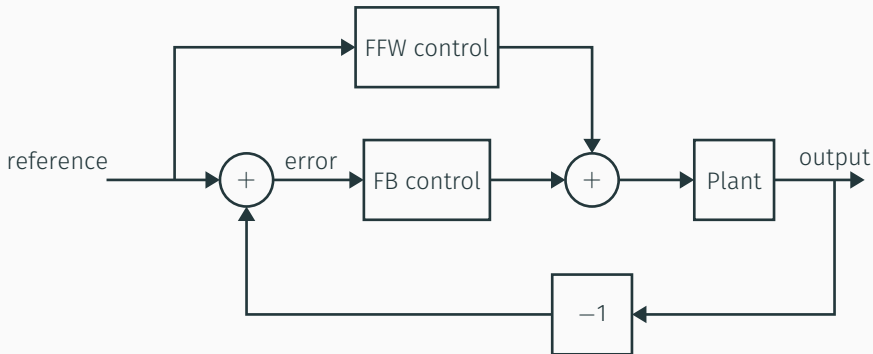 FFW control
reference
+
error
FB control
+
Plant
output
−1